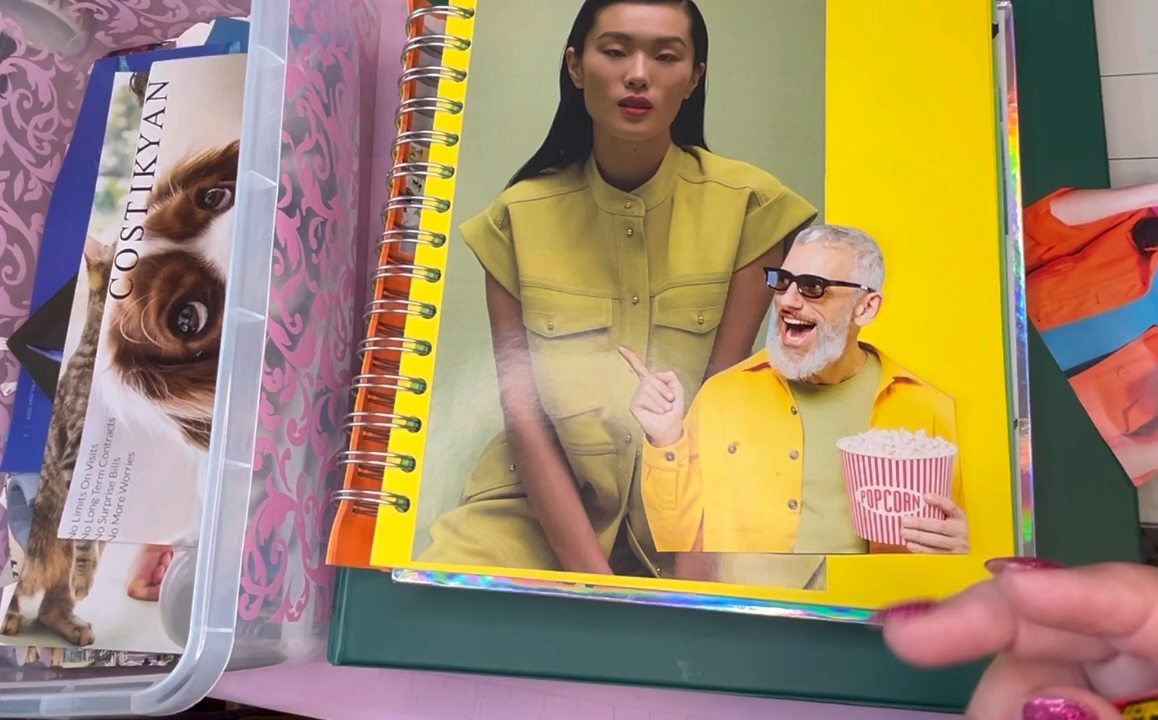 COSTIKYAN
No Limits On Visits
No Long Term Contracts
No Surprise Bills
No More Worries
POPCORN